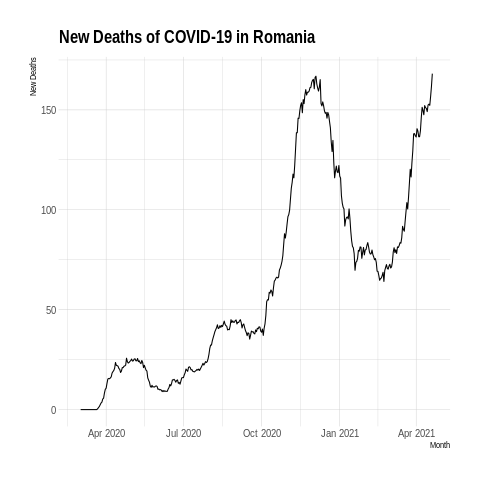 New Deaths of COVID-19 in Romania
New Deaths
150
100
50
0
Apr 2020 Jul 2020 Oct 2020 Jan 2021 Apr 2021
Month